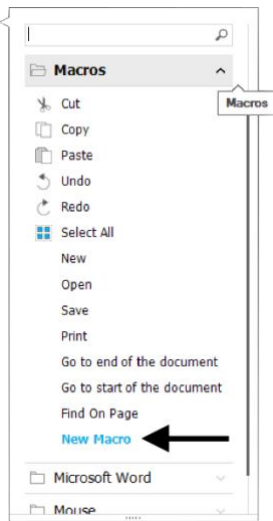 Macros
Macros
Cut
Copy
Paste
Undo
Redo
Select All
New
Open
Save
Print
Go to end of the document
Go to start of the document
Find On Page
New Macro
Microsoft Word
Mouse